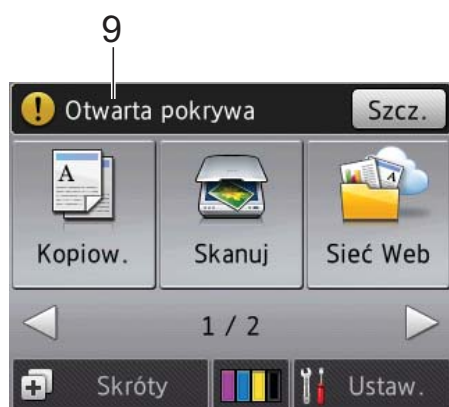 9
! Otwarta pokrywa Szcz.
A A
Kopiow. Skanuj Sieć Web
1 / 2
Skróty Ustaw.